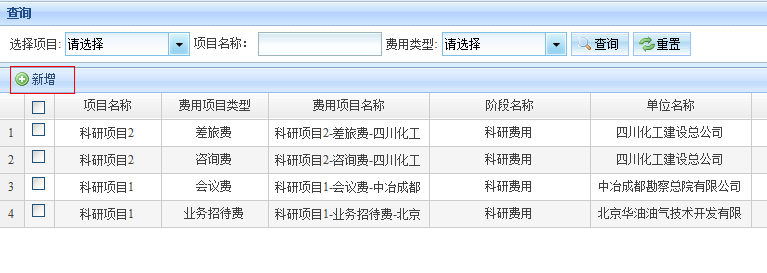 查询
选择项目: 请选择 项目名称: 费用类型: 请选择 查询 重置
新增
项目名称 费用项目类型 费用项目名称 阶段名称 单位名称
1 科研项目2 差旅费 科研项目2-差旅费-四川化工 科研费用 四川化工建设总公司
2 科研项目2 咨询费 科研项目2-咨询费-四川化工 科研费用 四川化工建设总公司
3 科研项目1 会议费 科研项目1-会议费-中冶成都 科研费用 中冶成都勘察总院有限公司
4 科研项目1 业务招待费 科研项目1-业务招待费-北京 科研费用 北京华油油气技术开发有限